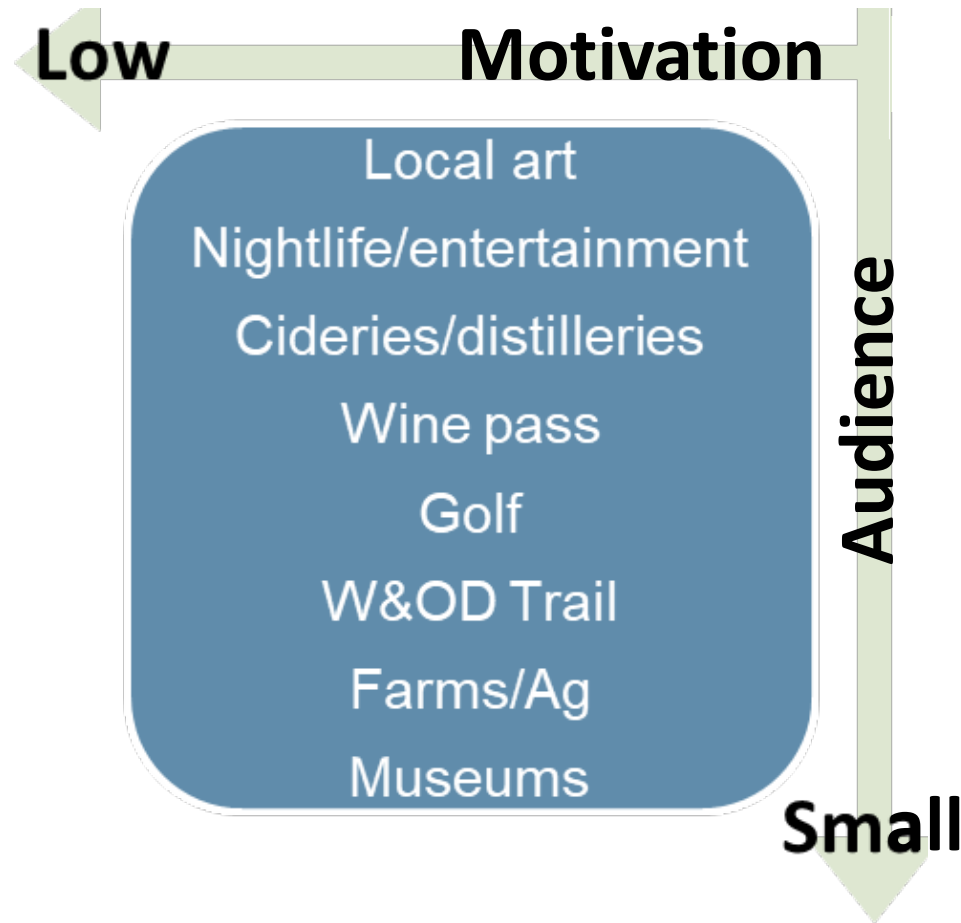 Low Motivation
Local art
Nightlife/entertainment
Cideries/distilleries
Wine pass
Golf
W&OD Trail
Farms/Ag
Museums
Audience
Small